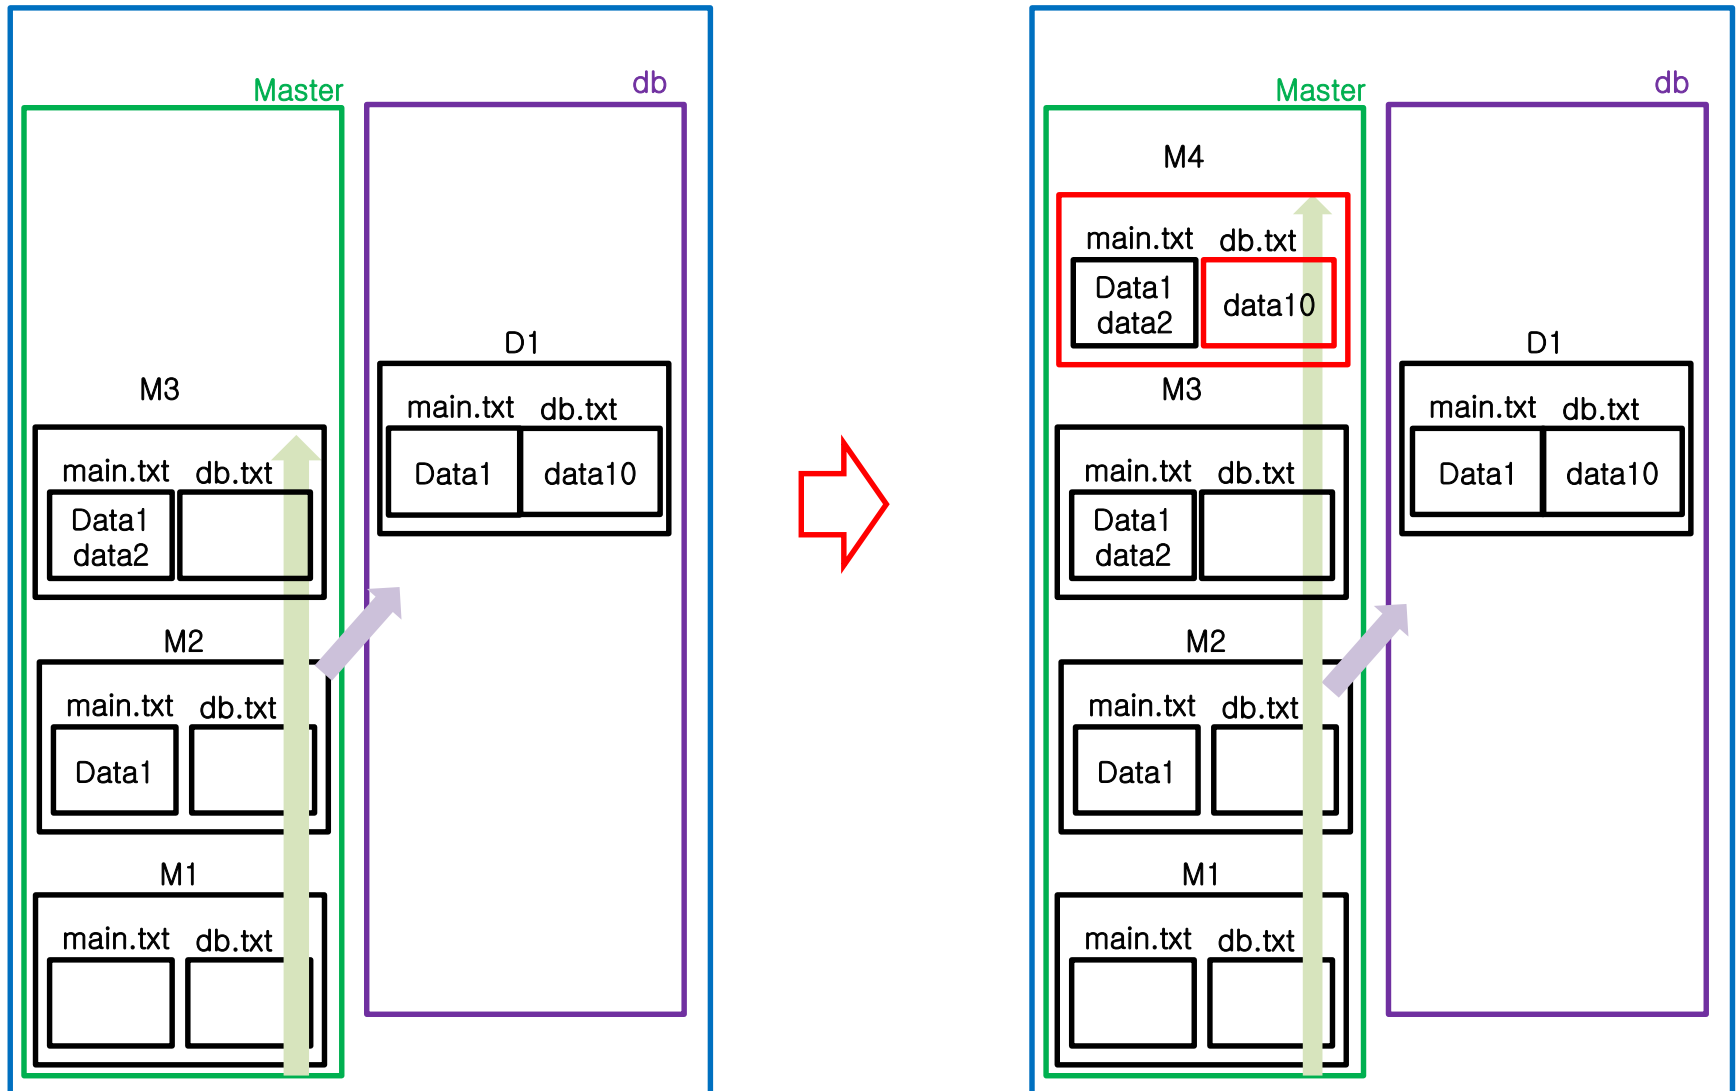 Master
db
M3
main.txt
db.txt
Data1
data2
D1
main.txt
db.txt
Data1
data10
M2
main.txt
db.txt
Data1
M1
main.txt
db.txt
Master
db
M4
main.txt
db.txt
Data1
data2
data10
M3
main.txt
db.txt
Data1
data2
D1
main.txt
db.txt
Data1
data10
M2
main.txt
db.txt
Data1
M1
main.txt
db.txt